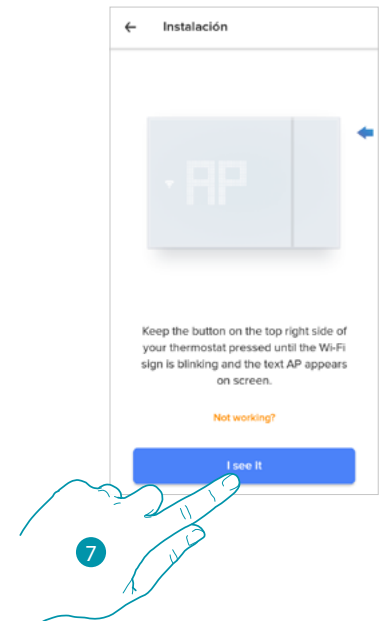 Instalación
AP
Keep the button on the top right side of
your thermostat pressed until the Wi-Fi
sign is blinking and the text AP appears
on screen.
Not working?
I see It
7